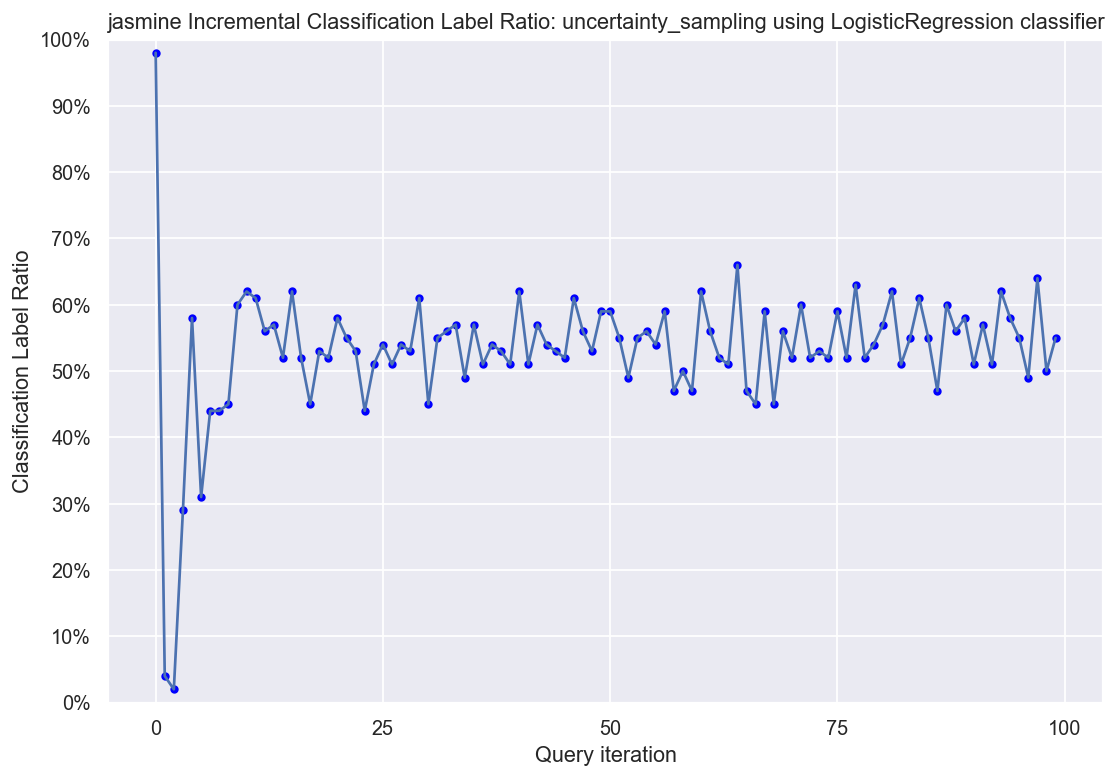 jasmine Incremental Classification Label Ratio: uncertainty_sampling using LogisticRegression classifier
100%
90%
80%
70%
60%
50%
40%
30%
20%
10%
0%
Classification Label Ratio
0 25 50 75 100
Query iteration